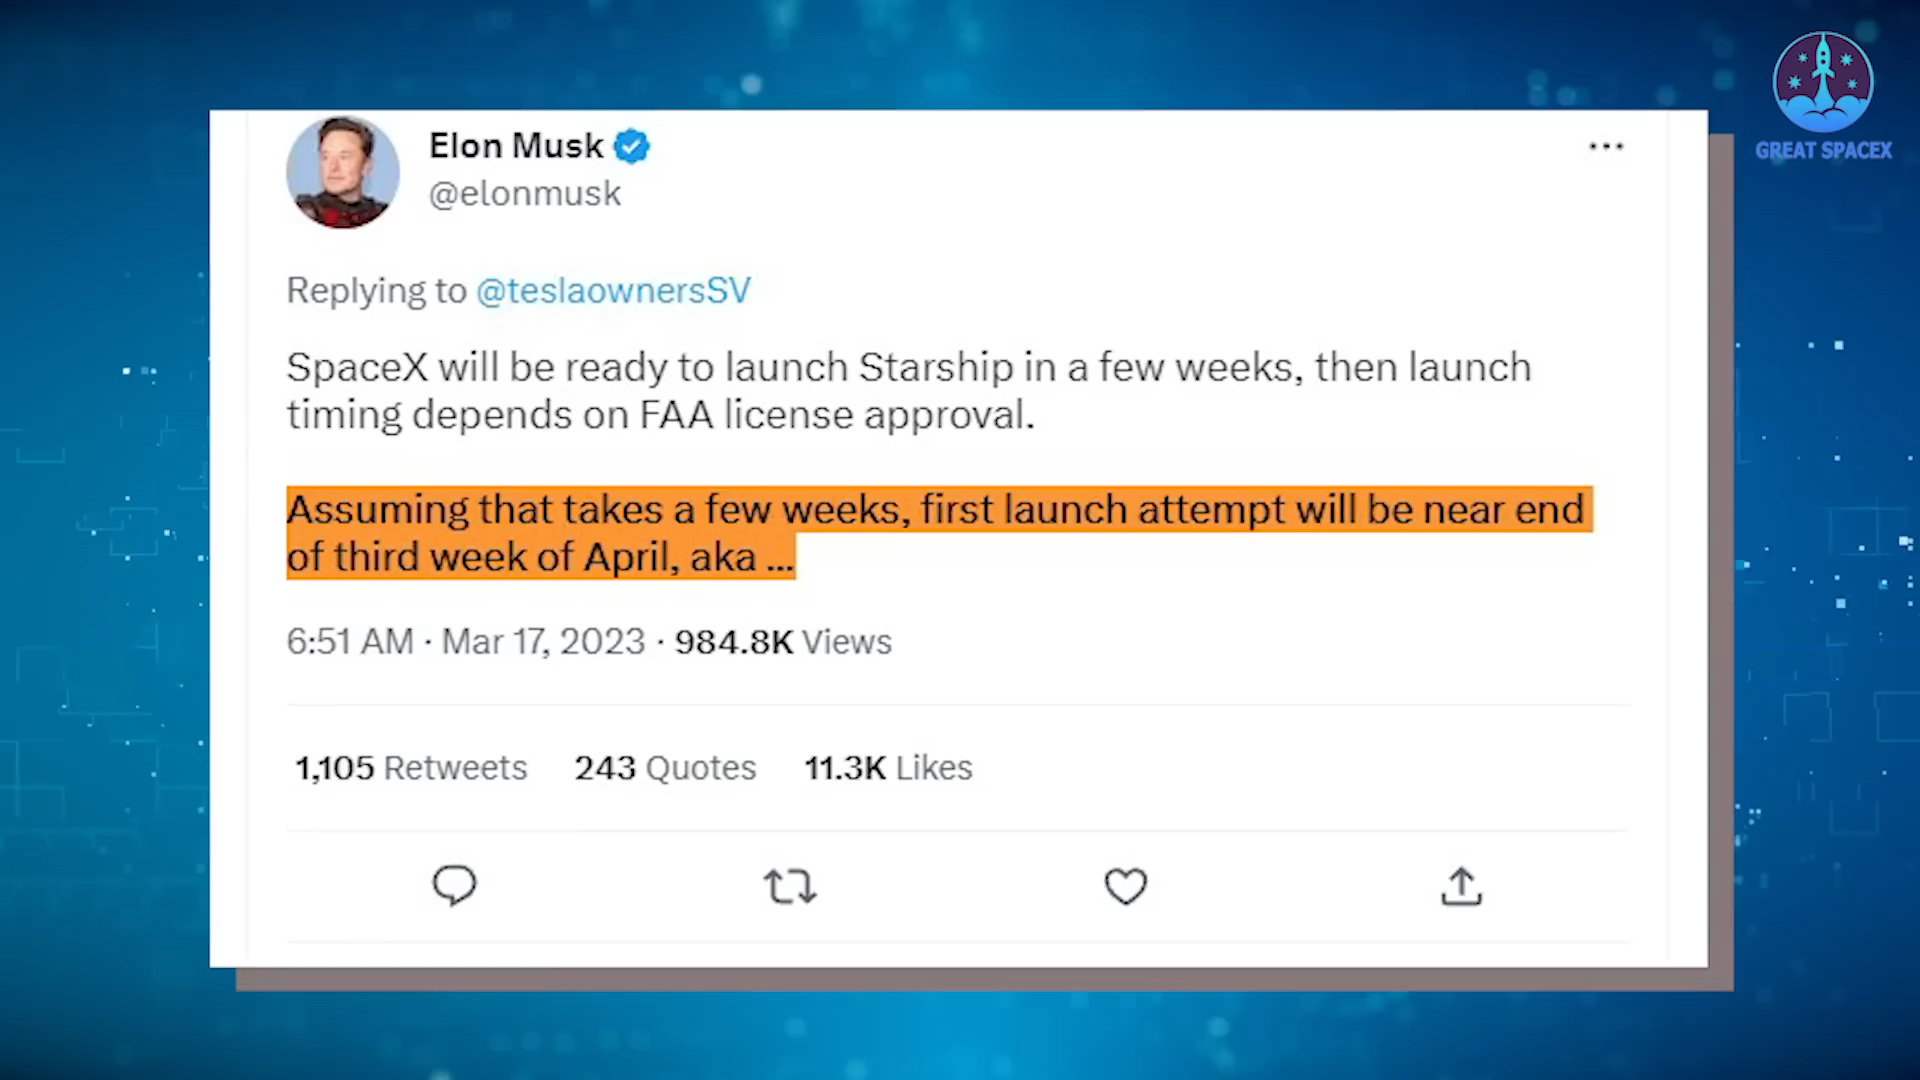 GREAT SPACEX
Elon Musk
@elonmusk
Replying to @teslaownersSV
SpaceX will be ready to launch Starship in a few weeks, then launch
timing depends on FAA license approval.
Assuming that takes a few weeks, first launch attempt will be near end
of third week of April, aka ...
6:51 AM · Mar 17, 2023 · 984.8K Views
1,105 Retweets 243 Quotes 11.3K Likes